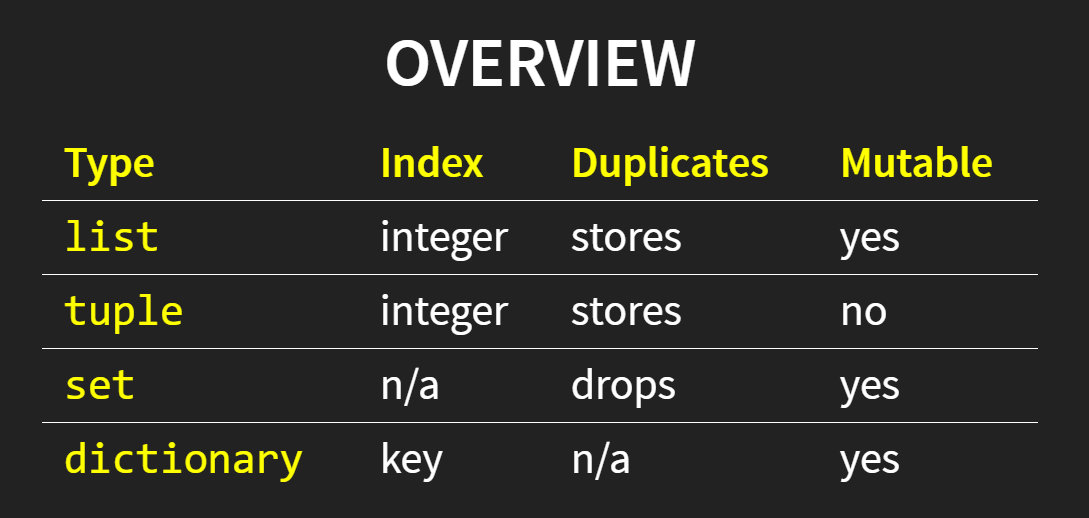 OVERVIEW
Type Index Duplicates Mutable
list integer stores yes
tuple integer stores no
set n/a drops yes
dictionary key n/a yes